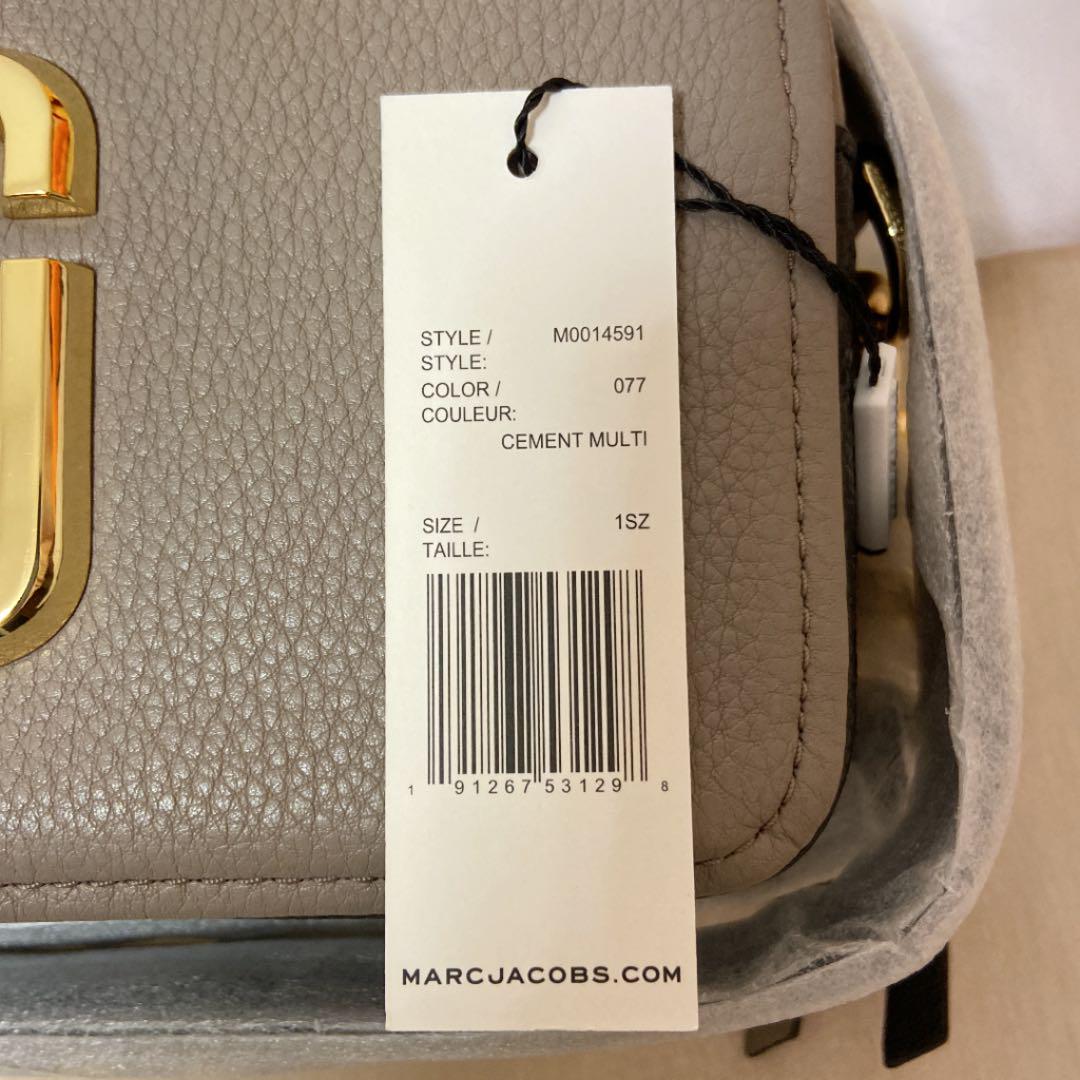 STYLE / M0014591
STYLE:
COLOR / 077
COULEUR:
CEMENT MULTI
SIZE / 1SZ
TAILLE:
1 91267 53129 8
MARCJACOBS.COM